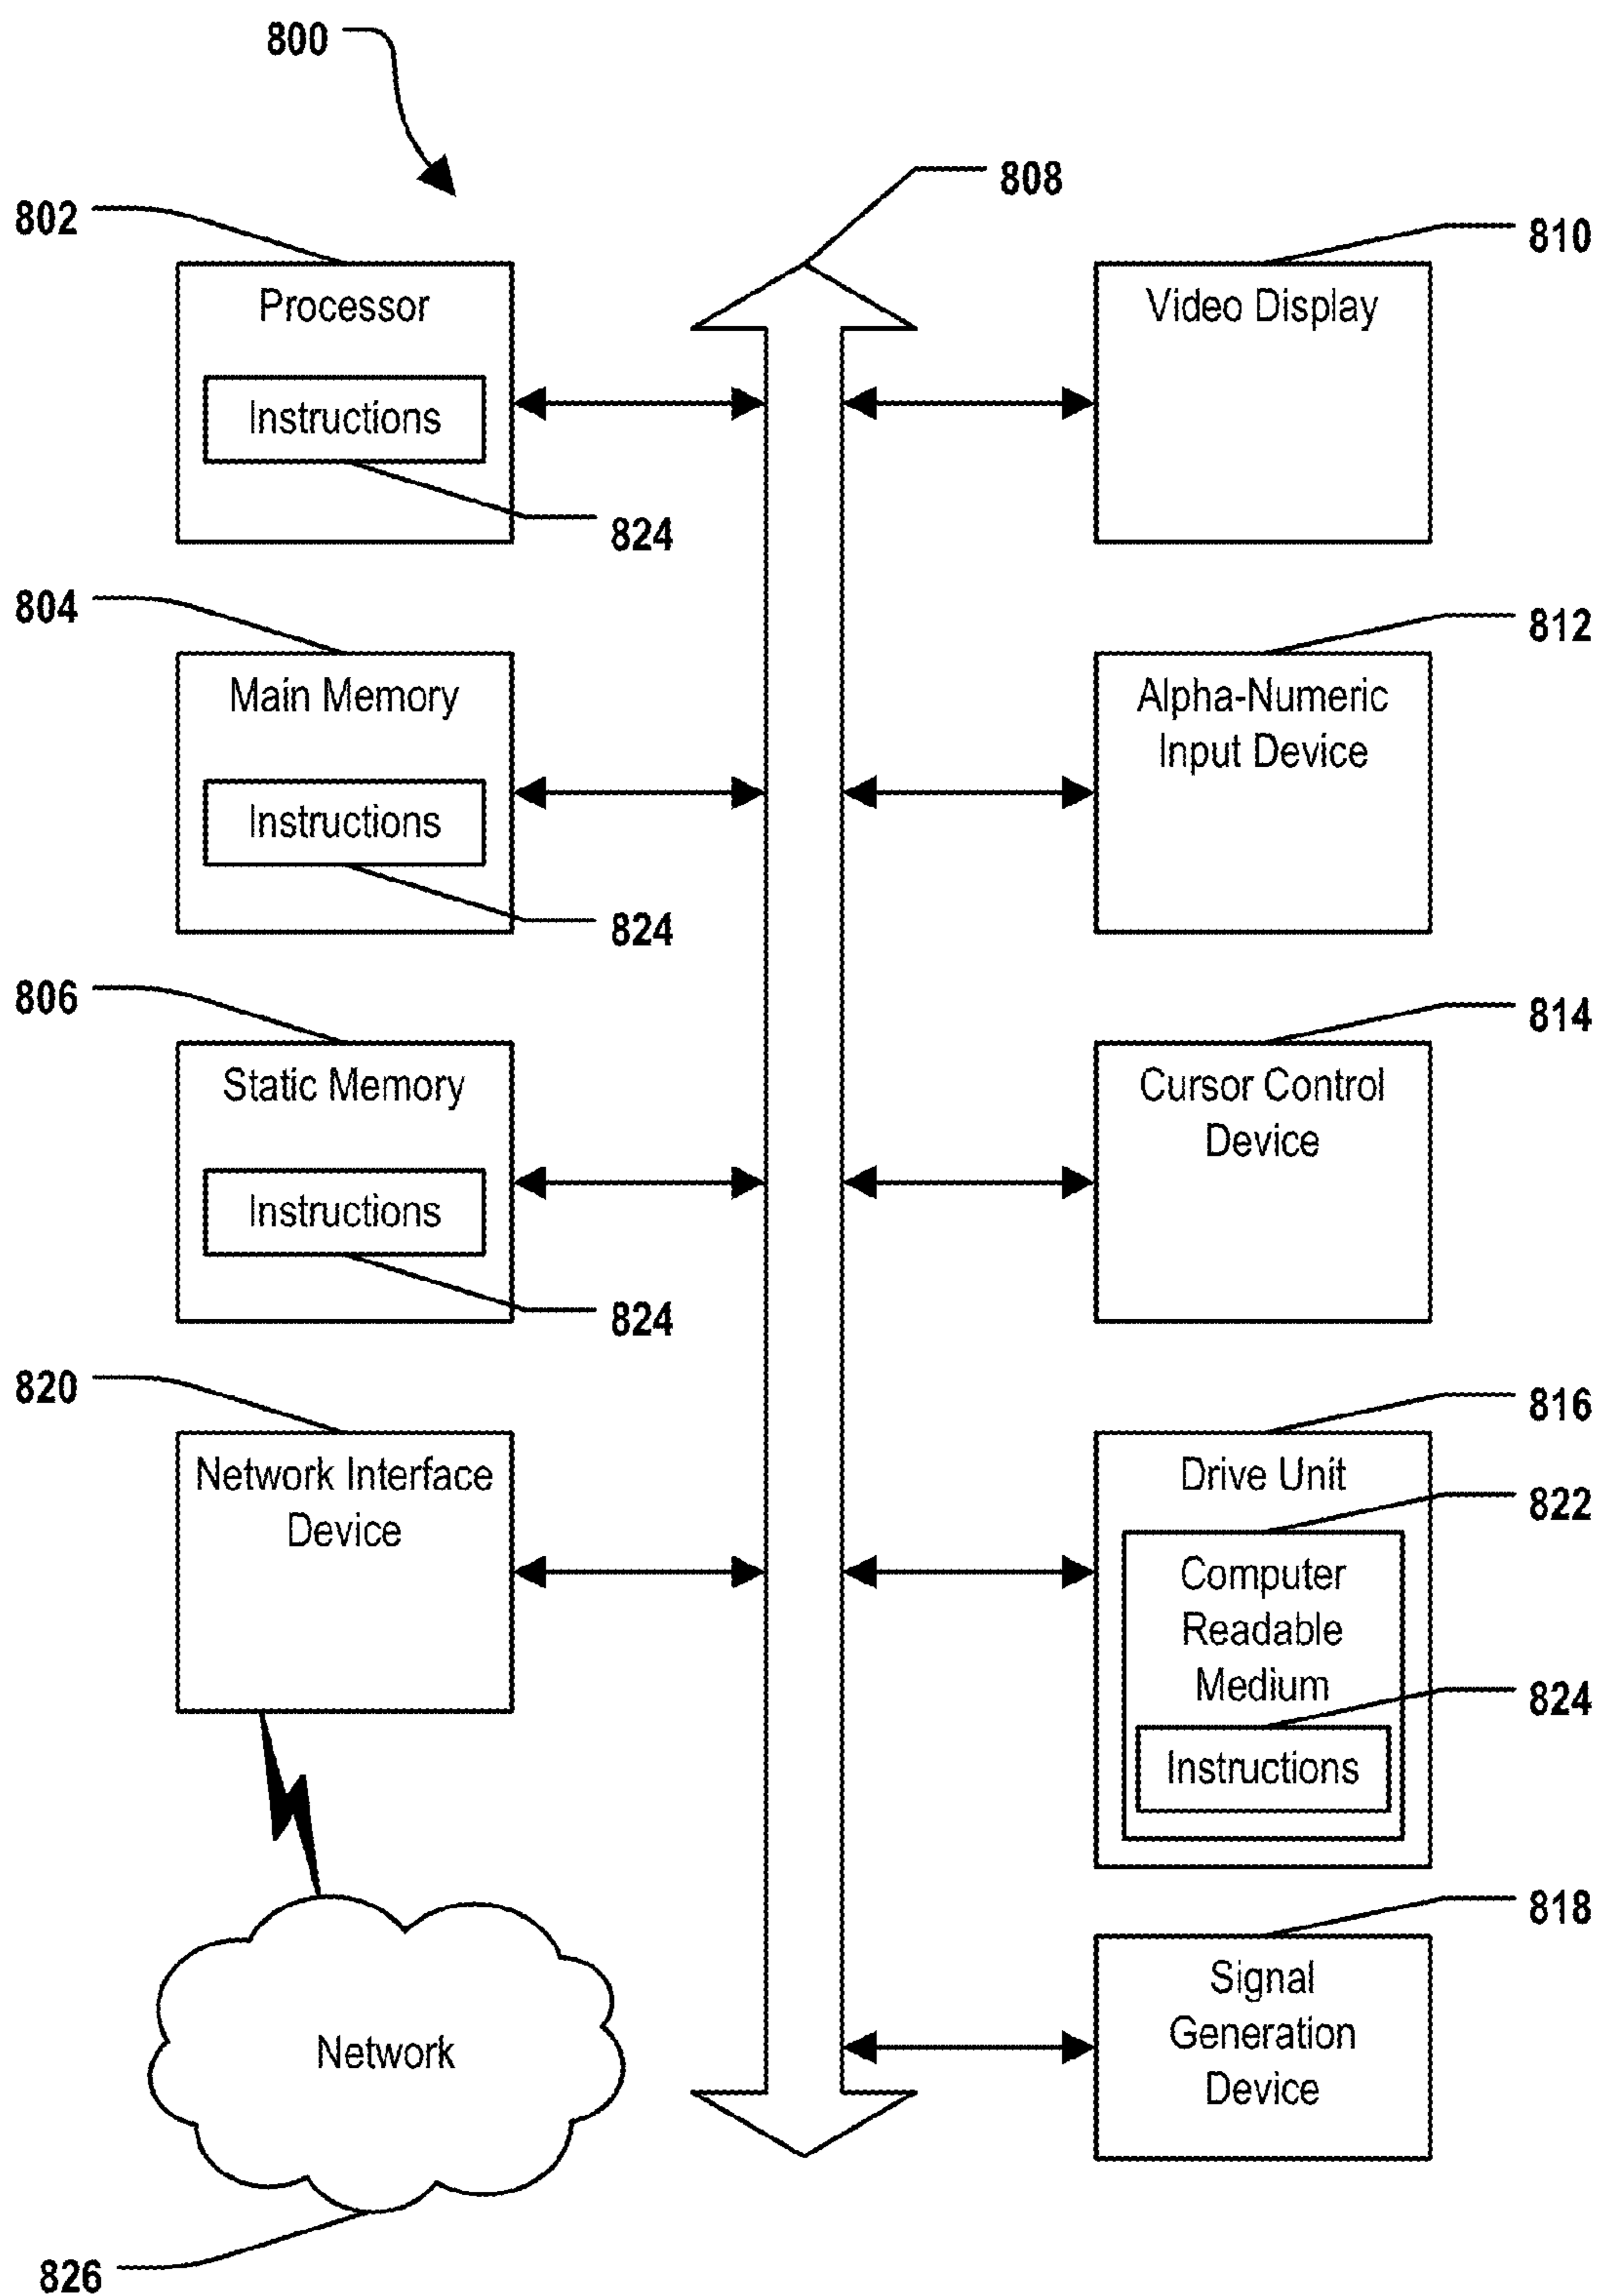 800
808
802
810
Processor
Instructions
824
Video Display
804
812
Main Memory
Instructions
824
Alpha-Numeric
Input Device
806
814
Static Memory
Instructions
824
Cursor Control
Device
820
816
Network Interface
Device
Drive Unit
822
Computer
Readable
Medium
824
Instructions
818
Signal
Generation
Device
Network
826